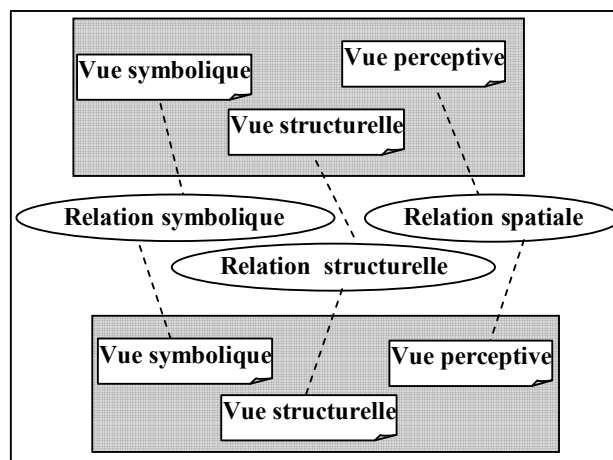 Vue symbolique
Vue perceptive
Vue structurelle
Relation symbolique
Relation spatiale
Relation structurelle
Vue symbolique
Vue perceptive
Vue structurelle